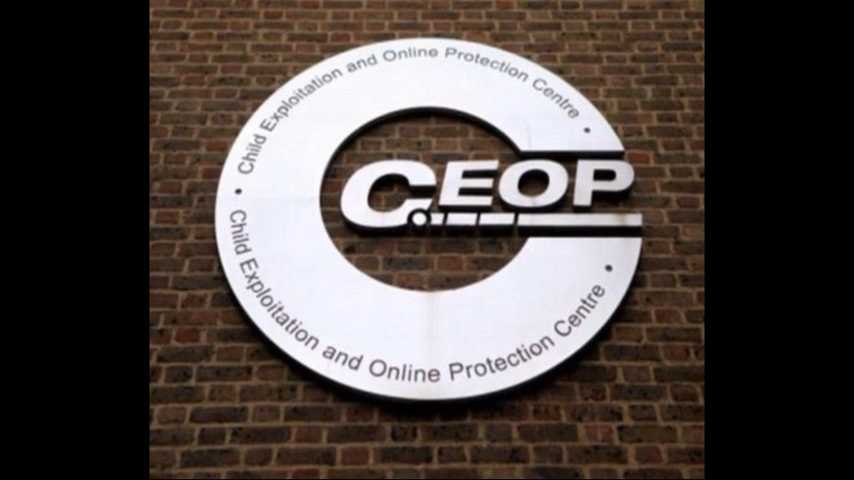 • Child Exploitation and Online Protection Centre •
CEOP
Child Exploitation and Online Protection Centre •